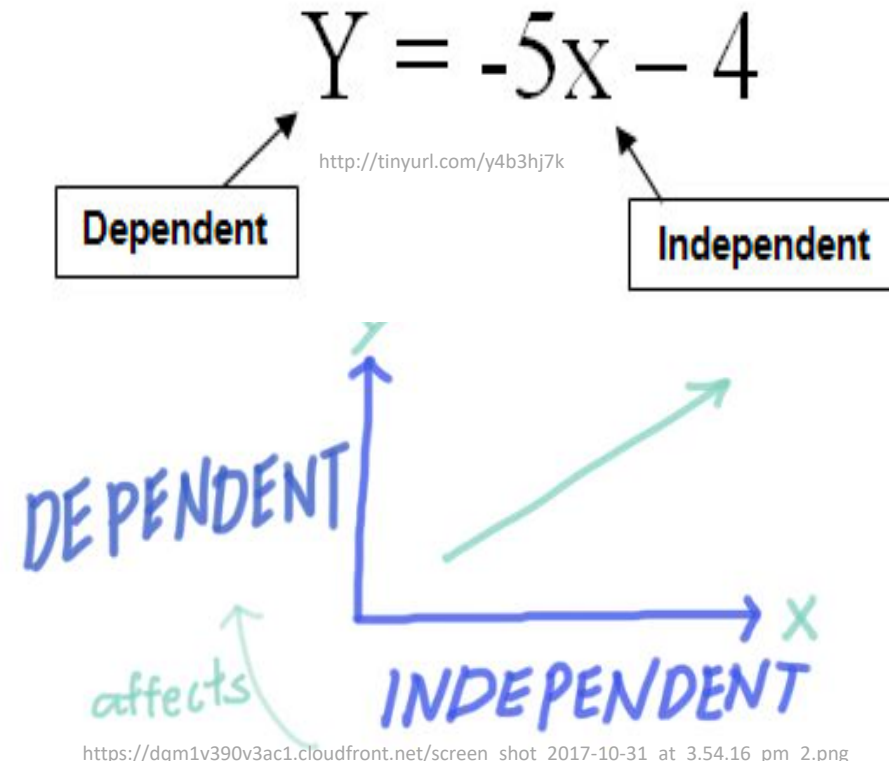 Y = -5x – 4
http://tinyurl.com/y4b3hj7k
Dependent
Independent
y
DEPENDENT
X
affects
INDEPENDENT
https://dqm1v390v3ac1.cloudfront.net/screen_shot_2017-10-31_at_3.54.16_pm_2.png